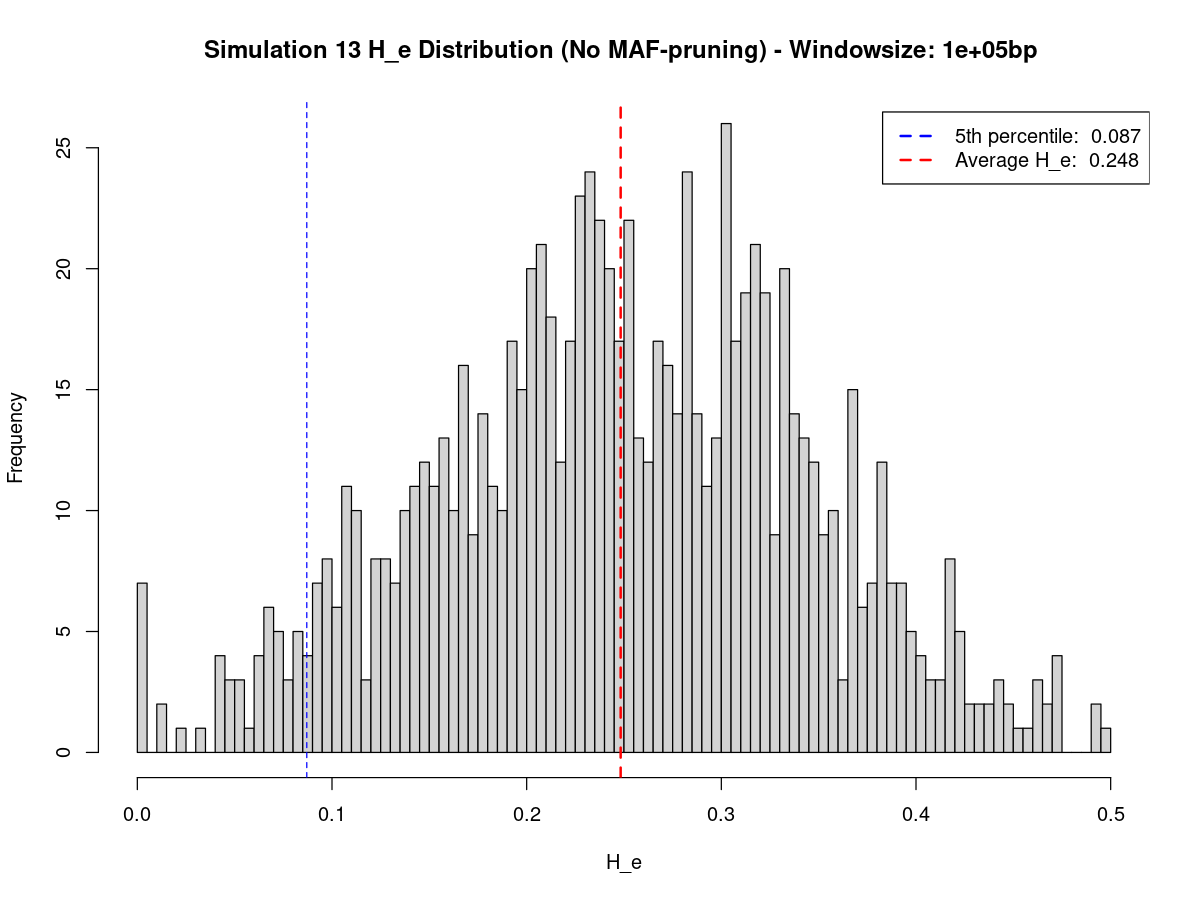 Simulation 13 H_e Distribution (No MAF-pruning) - Windowsize: 1e+05bp
5th percentile: 0.087
Average H_e: 0.248
Frequency
25
20
15
10
5
0
0.0 0.1 0.2 0.3 0.4 0.5
H_e